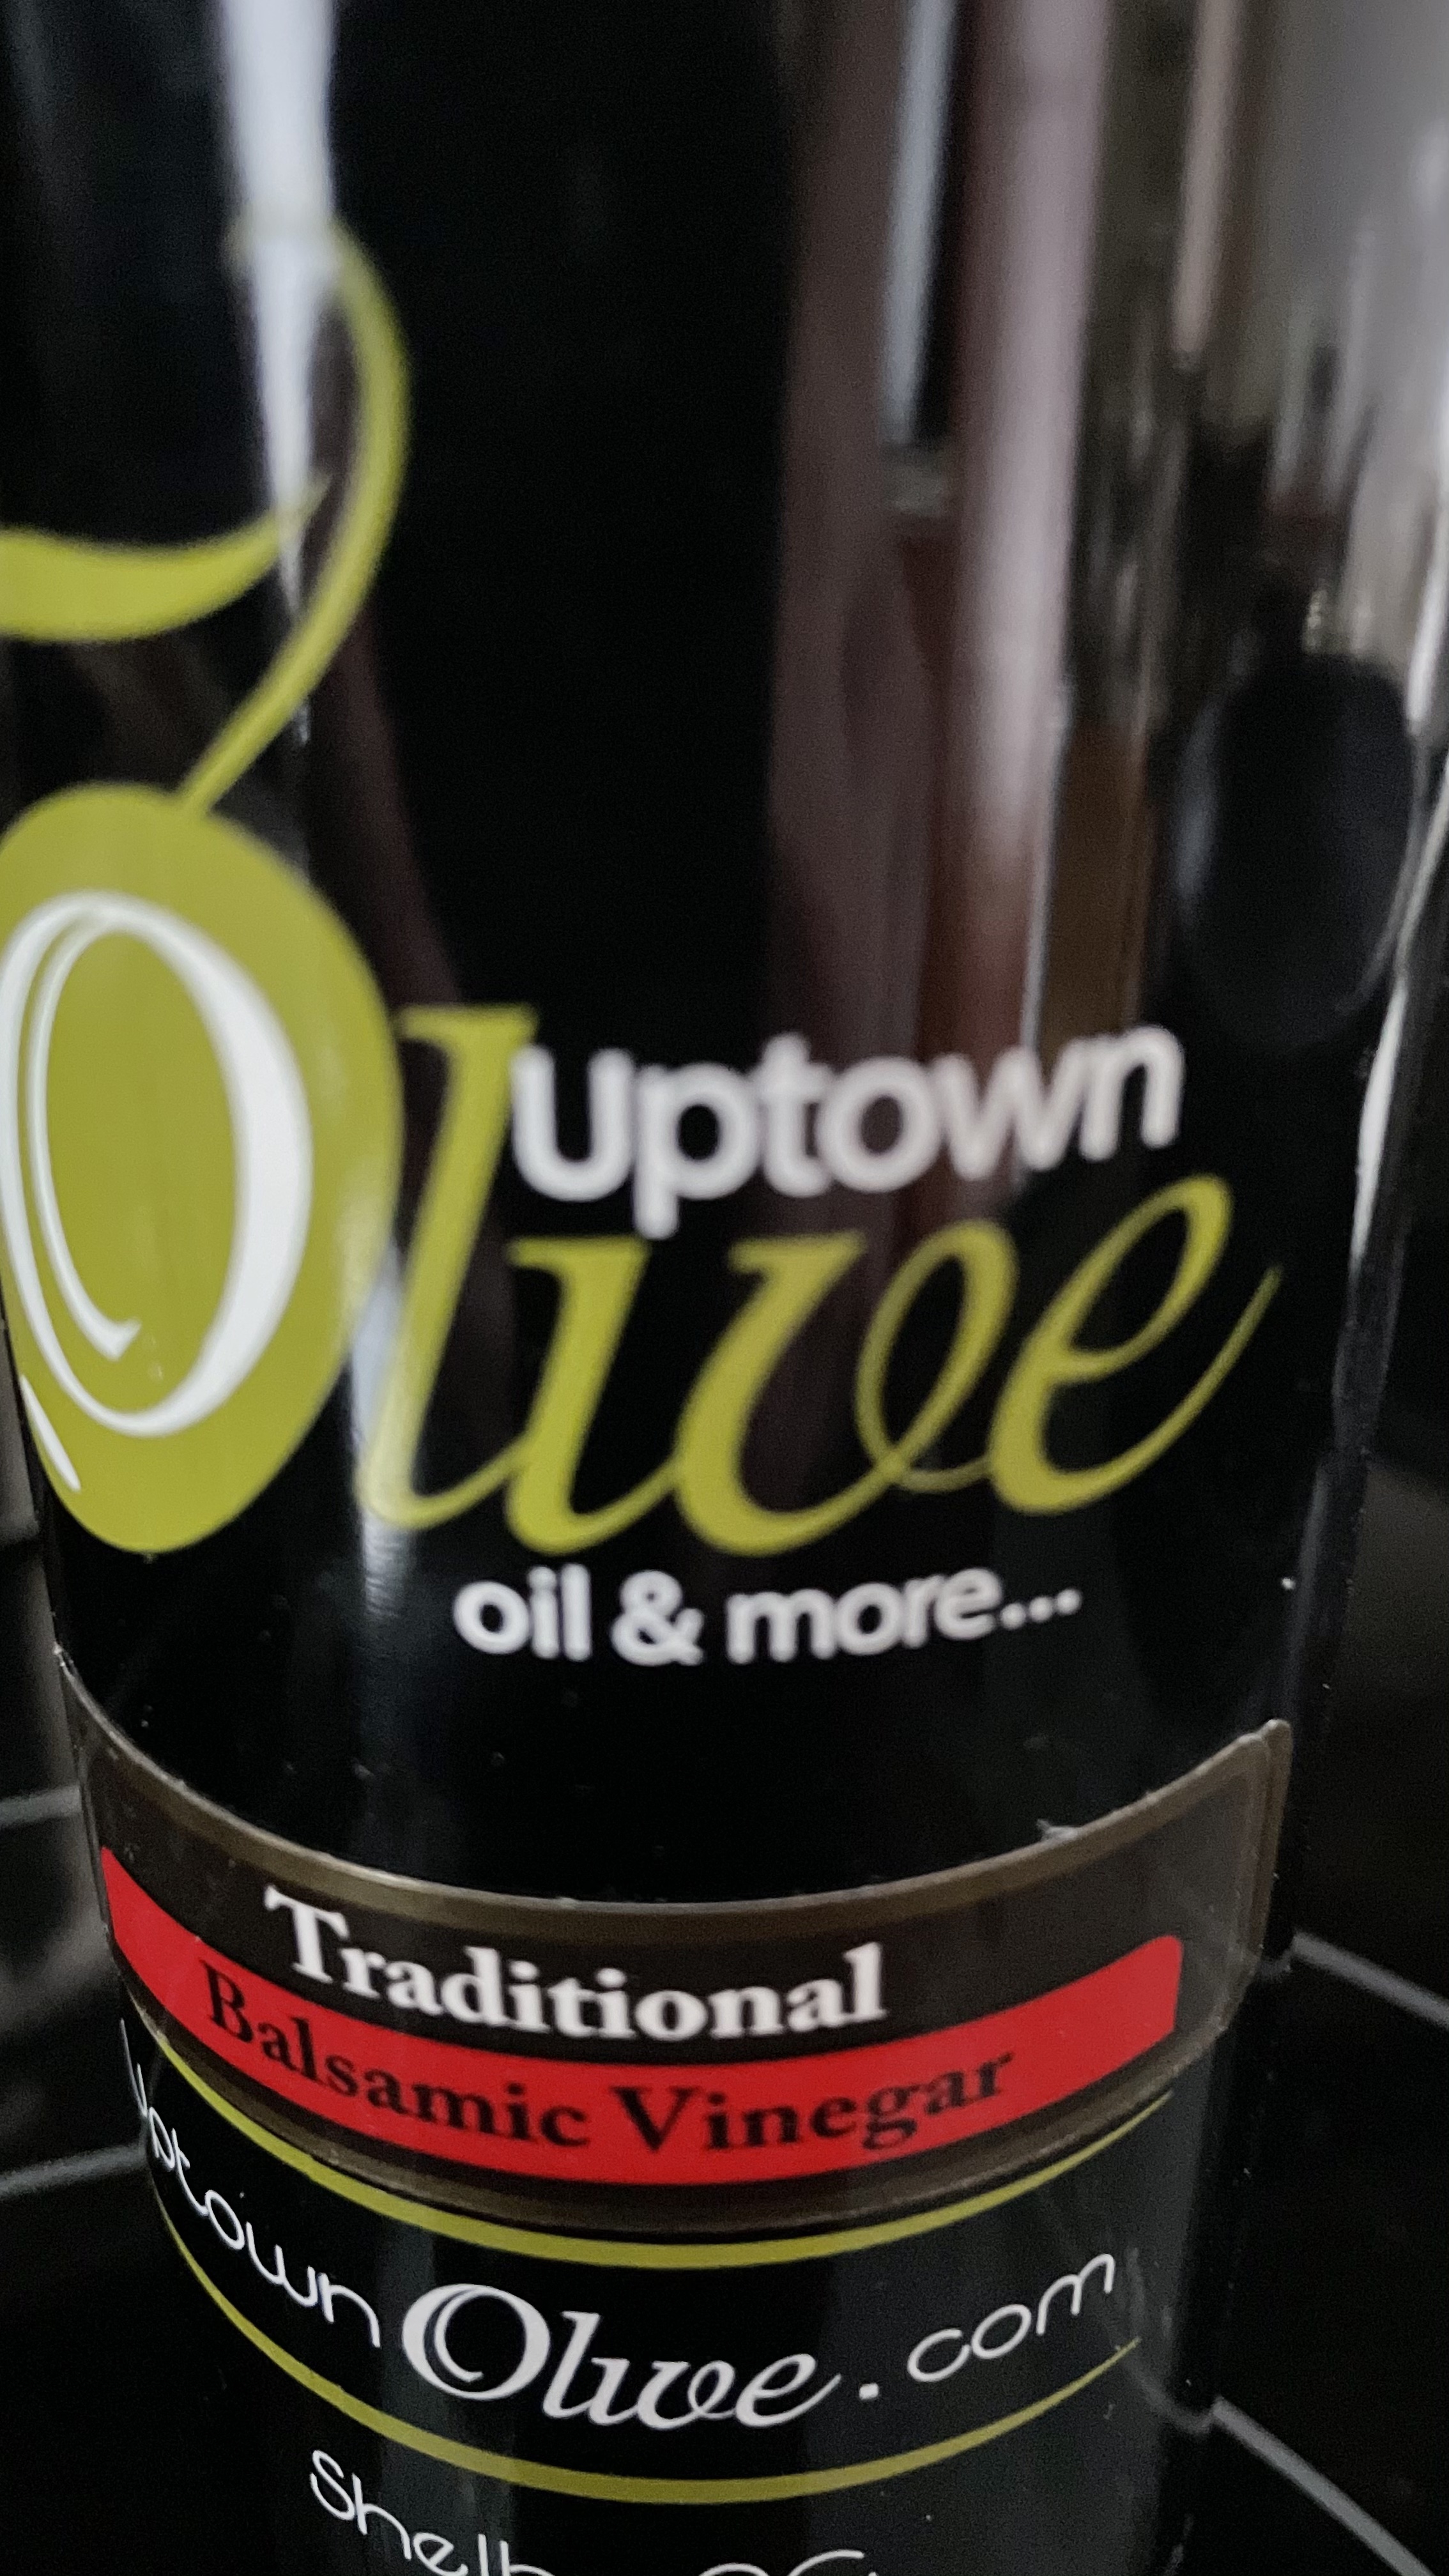 uptown
Olive
oil & more...
Traditional
Balsamic Vinegar
uptownOlive.com